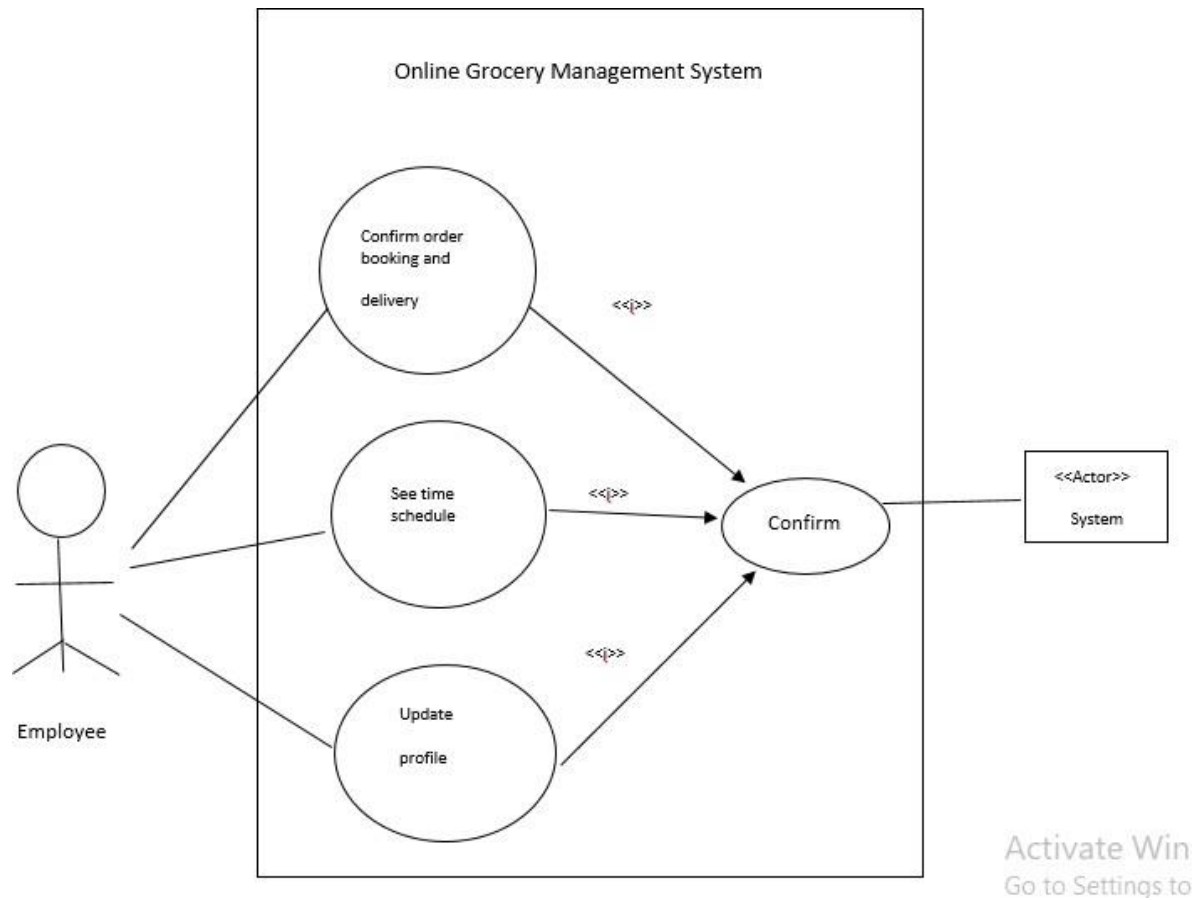 Online Grocery Management System
Confirm order
booking and
delivery
<<i>>
See time
schedule
<<i>>
Confirm
<<Actor>>
System
<<i>>
Update
profile
Employee
Activate Win
Go to Settings to